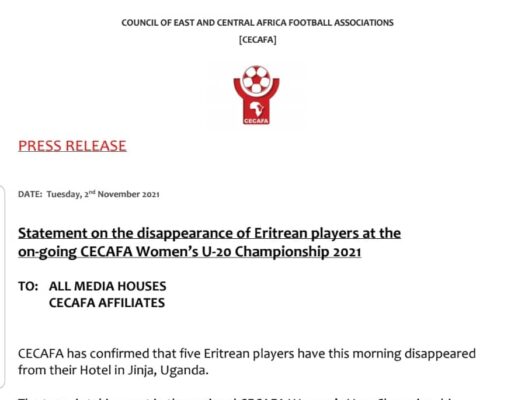 COUNCIL OF EAST AND CENTRAL AFRICA FOOTBALL ASSOCIATIONS
[CECAFA]
CECAFA
PRESS RELEASE
DATE: Tuesday, 2nd November 2021
Statement on the disappearance of Eritrean players at the
on-going CECAFA Women's U-20 Championship 2021
TO: ALL MEDIA HOUSES
CECAFA AFFILIATES
CECAFA has confirmed that five Eritrean players have this morning disappeared
from their Hotel in Jinja, Uganda.